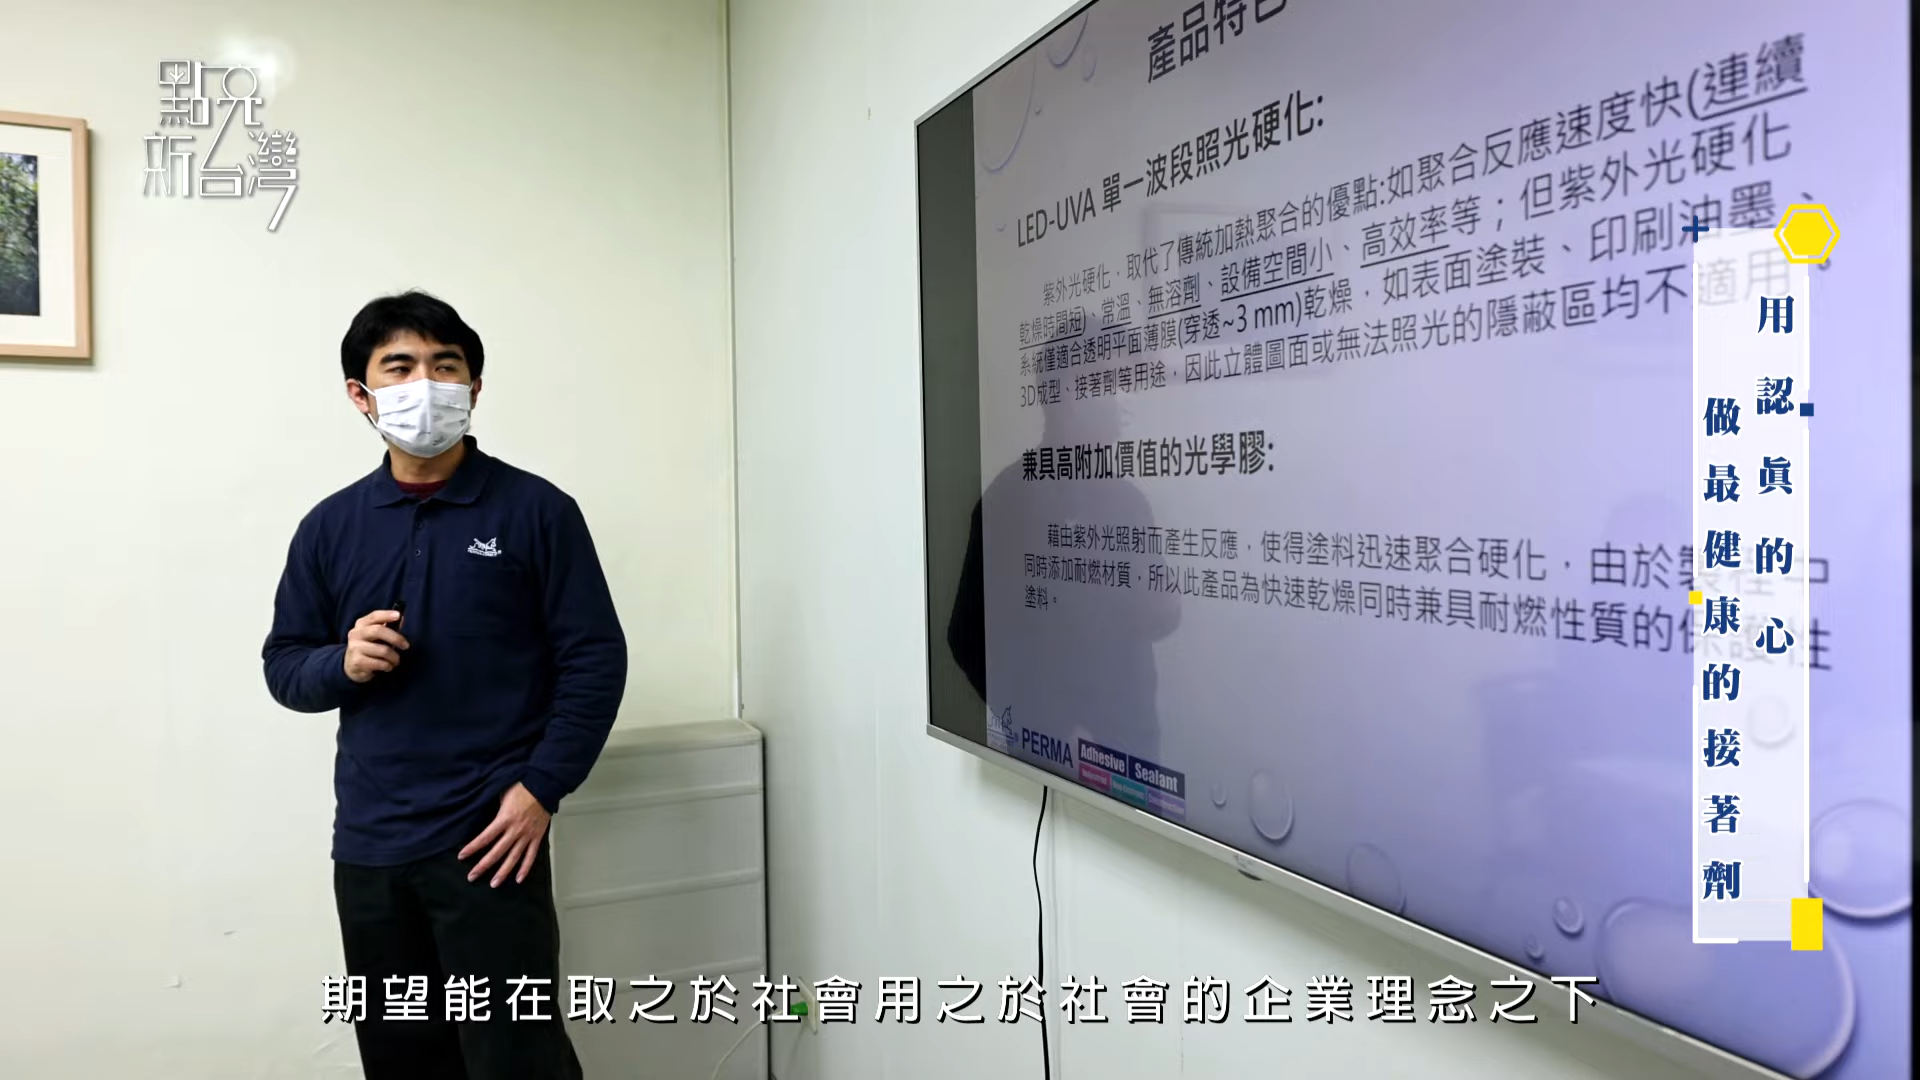 點亮
新台灣
產品特色
LED-UVA 單一波段照光硬化:
紫外光硬化，取代了傳統加熱聚合的優點:如聚合反應速度快(連續
乾燥時間短)、常溫、無溶劑、設備空間小、高效率等；但紫外光硬化
系統僅適合透明平面薄膜(穿透~3 mm)乾燥，如表面塗裝、印刷油墨、
3D成型、接著劑等用途，因此立體圖面或無法照光的隱蔽區均不適用。
兼具高附加價值的光學膠:
藉由紫外光照射而產生反應，使得塗料迅速聚合硬化，由於製程中
同時添加耐燃材質，所以此產品為快速乾燥同時兼具耐燃性質的保護性
塗料。
PERMA
Adhesive
Sealant
用認真的心
做最健康的接著劑
期望能在取之於社會用之於社會的企業理念之下